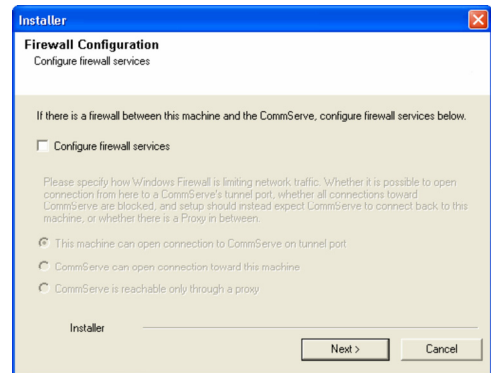 Installer
Firewall Configuration
Configure firewall services
If there is a firewall between this machine and the CommServe, configure firewall services below.
Configure firewall services
Please specify how Windows Firewall is limiting network traffic. Whether it is possible to open
connection from here to a CommServe's tunnel port, whether all connections toward
CommServe are blocked, and setup should instead expect CommServe to connect back to this
machine, or whether there is a Proxy in between.
This machine can open connection to CommServe on tunnel port
CommServe can open connection toward this machine
CommServe is reachable only through a proxy
Installer
Next >
Cancel